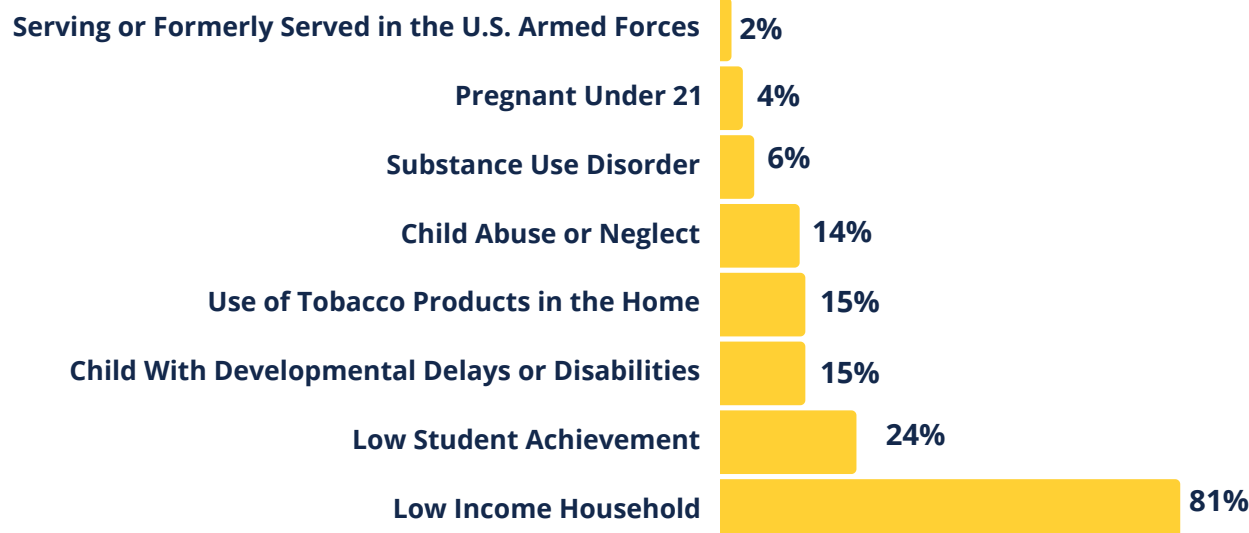 Serving or Formerly Served in the U.S. Armed Forces 2%
Pregnant Under 21 4%
Substance Use Disorder 6%
Child Abuse or Neglect 14%
Use of Tobacco Products in the Home 15%
Child With Developmental Delays or Disabilities 15%
Low Student Achievement 24%
Low Income Household 81%